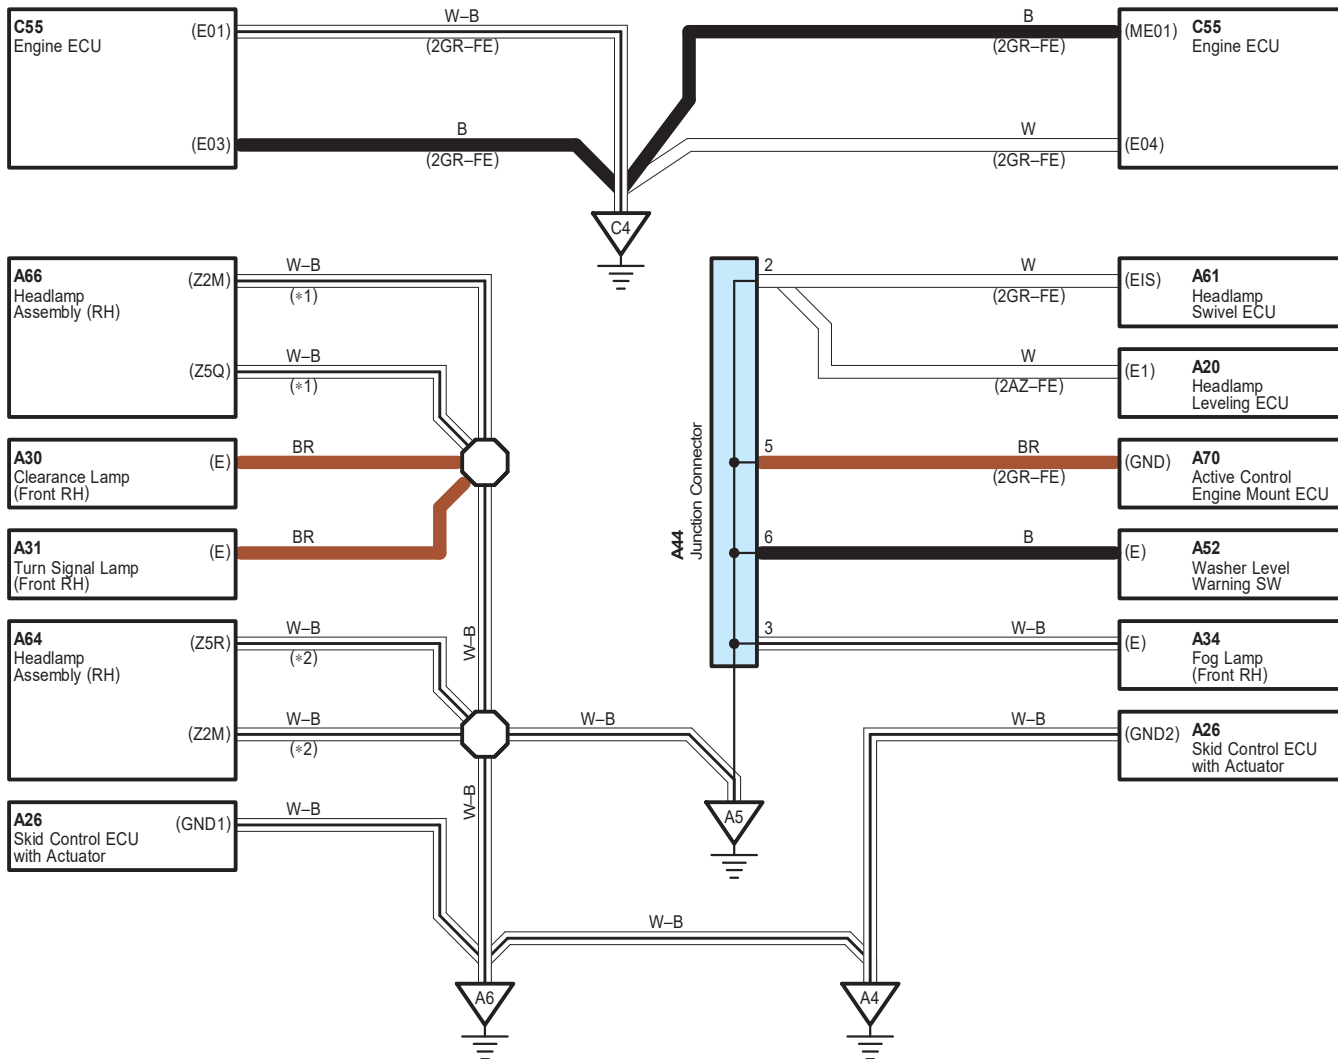 C55
Engine ECU
(E01)
(E03)
W–B
(2GR–FE)
B
(2GR–FE)
C4
B
(2GR–FE)
W
(2GR–FE)
(ME01)
C55
Engine ECU
(E04)
A66
Headlamp
Assembly (RH)
(Z2M)
(Z5Q)
W–B
(*1)
W–B
(*1)
A30
Clearance Lamp
(Front RH)
(E)
BR
A31
Turn Signal Lamp
(Front RH)
(E)
BR
A64
Headlamp
Assembly (RH)
(Z5R)
(Z2M)
W–B
(*2)
W–B
(*2)
W–B
W–B
W–B
A26
Skid Control ECU
with Actuator
(GND1)
W–B
A44
Junction Connector
2
5
6
3
W
(2GR–FE)
W
(2AZ–FE)
BR
(2GR–FE)
B
W–B
W–B
(EIS)
A61
Headlamp
Swivel ECU
(E1)
A20
Headlamp
Leveling ECU
(GND)
A70
Active Control
Engine Mount ECU
(E)
A52
Washer Level
Warning SW
(E)
A34
Fog Lamp
(Front RH)
(GND2)
A26
Skid Control ECU
with Actuator
A5
W–B
A6
A4